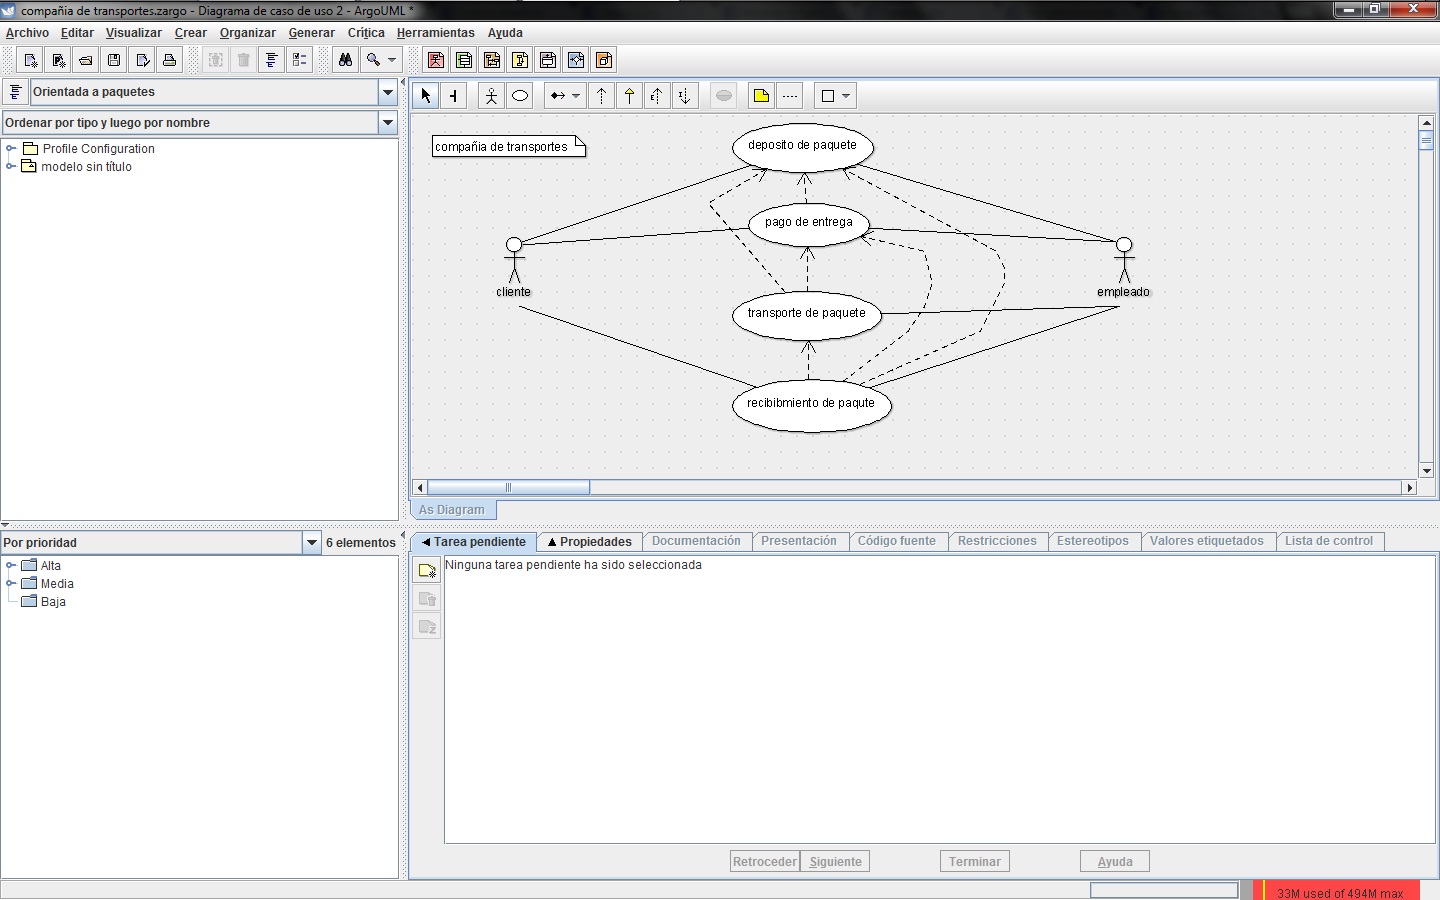 compañia de transportes.zargo - Diagrama de caso de uso 2 - ArgoUML *
Archivo Editar Visualizar Crear Organizar Generar Crítica Herramientas Ayuda
Orientada a paquetes
Ordenar por tipo y luego por nombre
Profile Configuration
modelo sin título
compañia de transportes
deposito de paquete
pago de entrega
cliente
empleado
transporte de paquete
recibibmiento de paqute
As Diagram
Por prioridad
6 elementos
Alta
Media
Baja
Tarea pendiente Propiedades Documentación Presentación Código fuente Restricciones Estereotipos Valores etiquetados Lista de control
Ninguna tarea pendiente ha sido seleccionada
Retroceder Siguiente Terminar Ayuda
33M used of 494M max